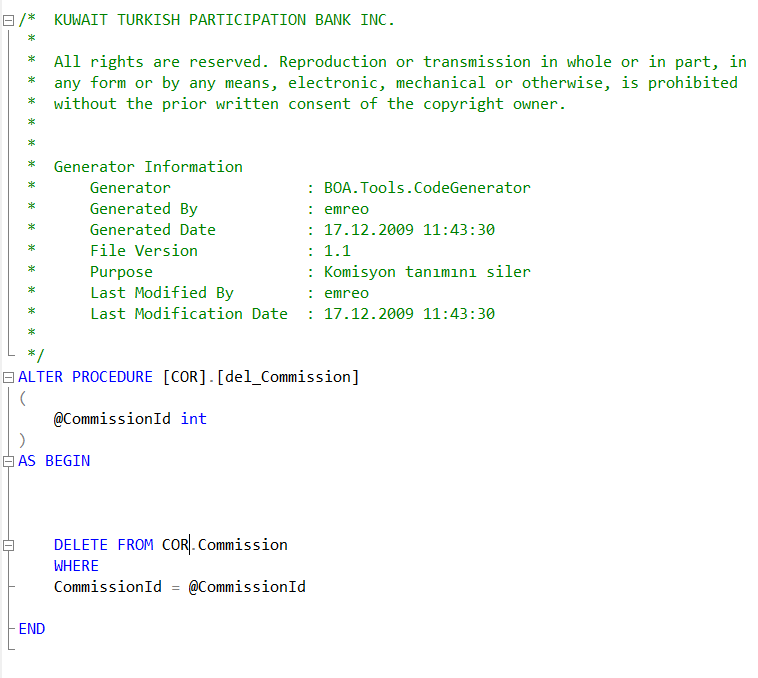 /*  KUWAIT TURKISH PARTICIPATION BANK INC.
 *
 *  All rights are reserved. Reproduction or transmission in whole or in part, in
 *  any form or by any means, electronic, mechanical or otherwise, is prohibited
 *  without the prior written consent of the copyright owner.
 *
 *
 *  Generator Information
 *      Generator               : BOA.Tools.CodeGenerator
 *      Generated By            : emreo
 *      Generated Date          : 17.12.2009 11:43:30
 *      File Version            : 1.1
 *      Purpose                 : Komisyon tanımını siler
 *      Last Modified By        : emreo
 *      Last Modification Date  : 17.12.2009 11:43:30
 *
 */
ALTER PROCEDURE [COR].[del_Commission]
(
    @CommissionId int
)
AS BEGIN
    DELETE FROM COR.Commission
    WHERE
    CommissionId = @CommissionId
END